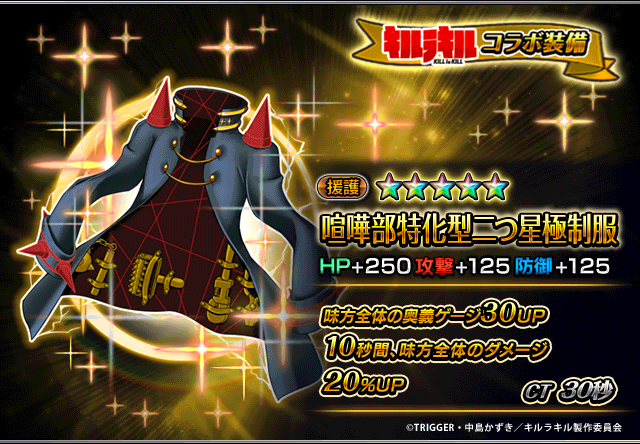 キルラキル コラボ装備
KILL la KILL
援護
喧嘩部特化型二つ星極制服
HP+250 攻撃+125 防御+125
味方全体の奥義ゲージ30UP
10秒間、味方全体のダメージ
20%UP
CT 30秒
©TRIGGER・中島かずき／キルラキル製作委員会